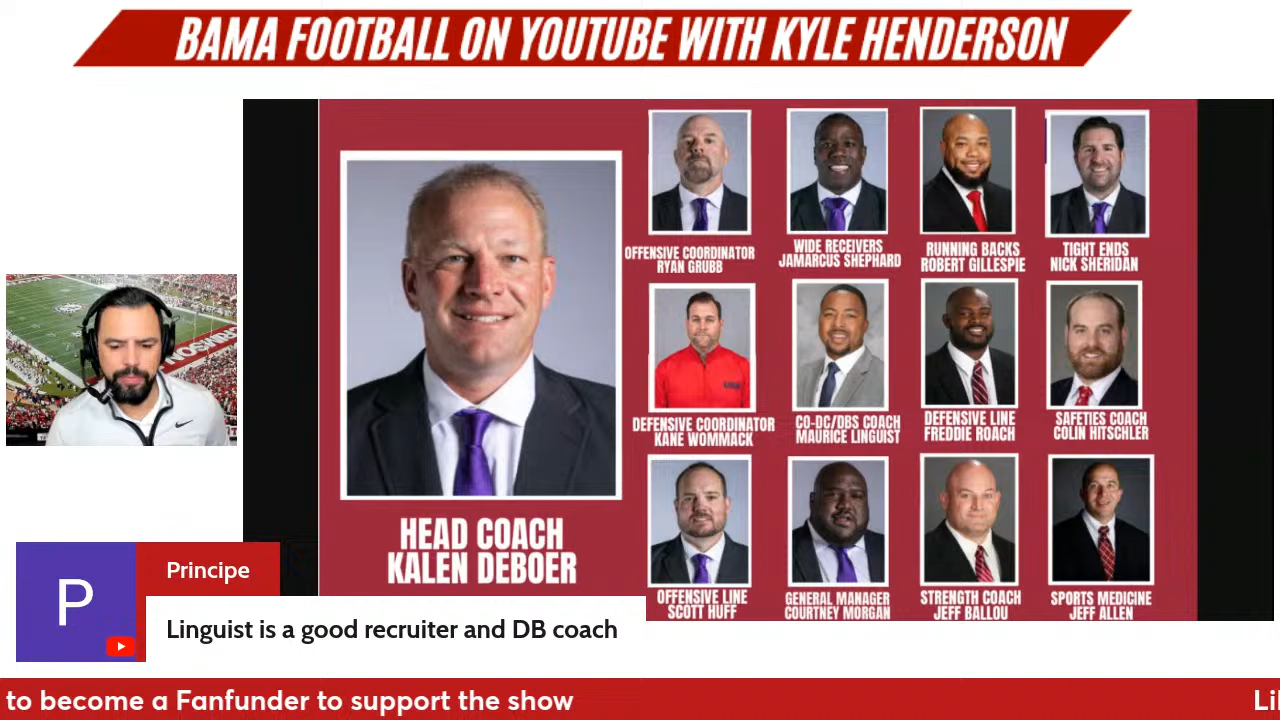 BAMA FOOTBALL ON YOUTUBE WITH KYLE HENDERSON
OFFENSIVE COORDINATOR
RYAN GRUBB
WIDE RECEIVERS
JAMARCUS SHEPHARD
RUNNING BACKS
ROBERT GILLESPIE
TIGHT ENDS
NICK SHERIDAN
DEFENSIVE COORDINATOR
KANE WOMMACK
CO-DC/DBS COACH
MAURICE LINGUIST
DEFENSIVE LINE
FREDDIE ROACH
SAFETIES COACH
COLIN HITSCHLER
HEAD COACH
KALEN DEBOER
OFFENSIVE LINE
SCOTT HUFF
GENERAL MANAGER
COURTNEY MORGAN
STRENGTH COACH
JEFF BALLOU
SPORTS MEDICINE
JEFF ALLEN
P
Principe
Linguist is a good recruiter and DB coach
to become a Fanfunder to support the show